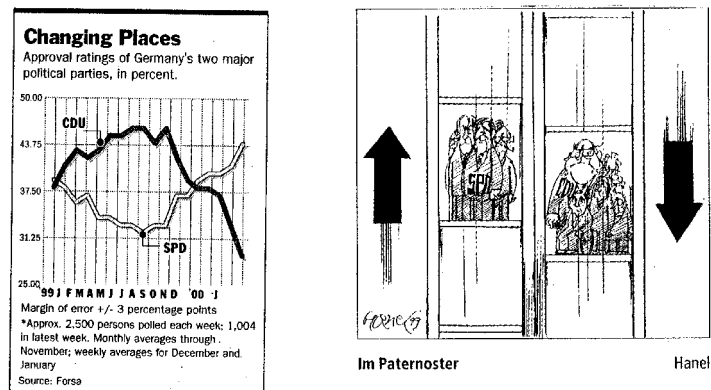 Changing Places
Approval ratings of Germany's two major
political parties, in percent.
50.00
CDU
43.75
37.50
31.25
SPD
25.00
99 J F M A M J J A S O N D '00 J
Margin of error +/- 3 percentage points
*Approx. 2,500 persons polled each week; 1,004
in latest week. Monthly averages through
November; weekly averages for December and
January
Source: Forsa
SPD
Im Paternoster
Hanel